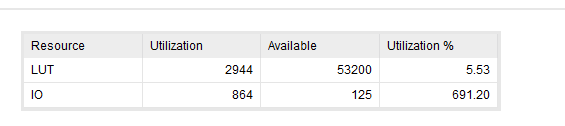 Resource Utilization Available Utilization %
LUT 2944 53200 5.53
IO 864 125 691.20